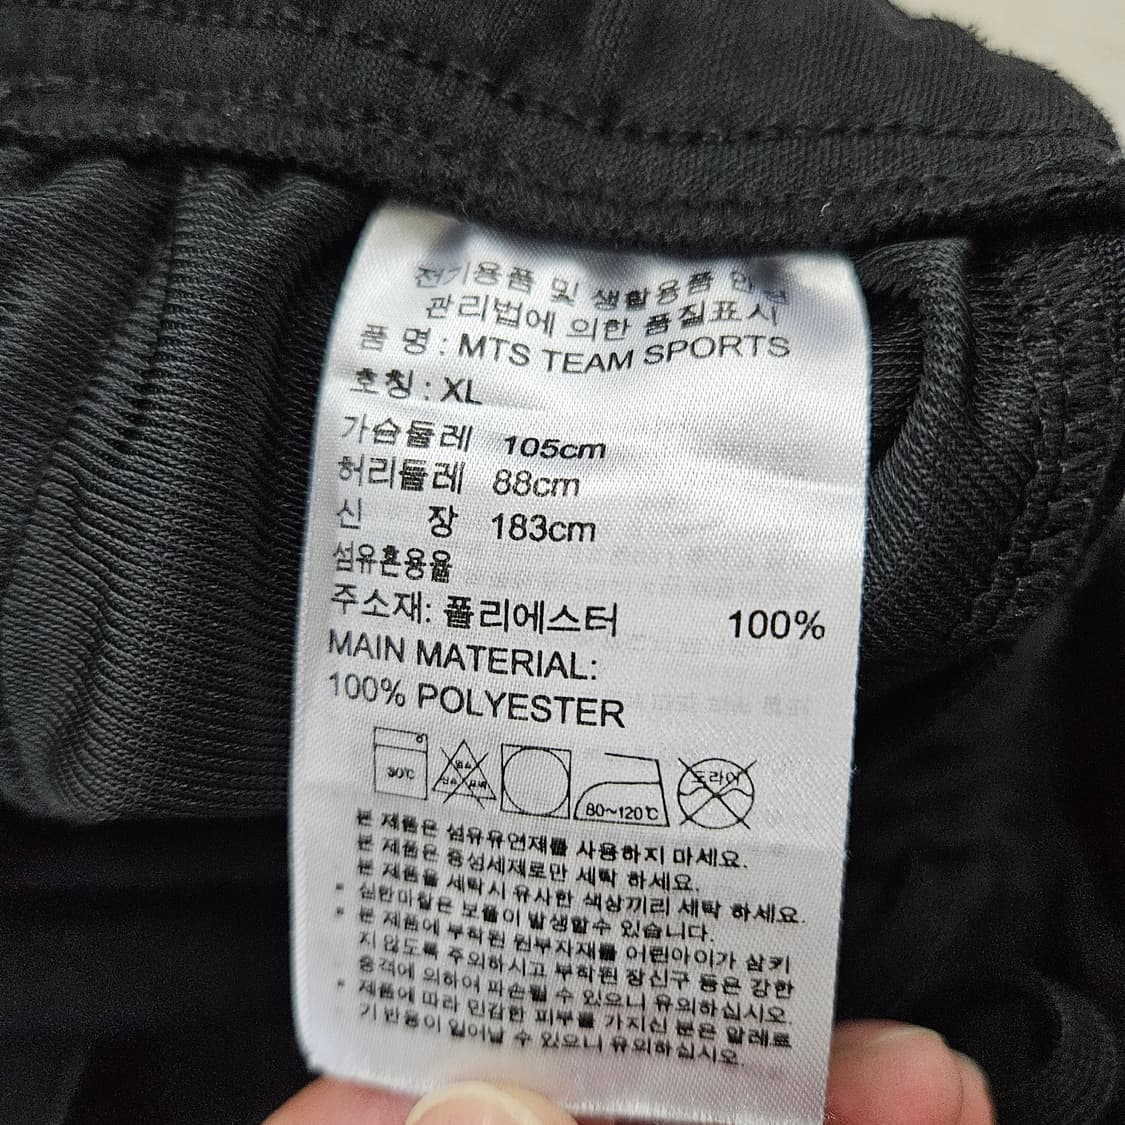 전기용품 및 생활용품 안전
관리법에 의한 품질표시
품 명 : MTS TEAM SPORTS
호칭 : XL
가슴둘레 105cm
허리둘레 88cm
신 장 183cm
섬유혼용율
주소재: 폴리에스터 100%
MAIN MATERIAL:
100% POLYESTER
30℃
염소
산소 표백
80~120℃
드라이
본 제품은 섬유유연재를 사용하지 마세요.
본 제품은 중성세제로만 세탁 하세요.
본 제품을 세탁시 유사한 색상끼리 세탁 하세요.
* 심한마찰은 보풀이 발생할수 있습니다.
* 본 제품에 부착된 원부자재를 어린아이가 삼키
지 않도록 주의하시고 부착된 장신구 등은 강한
충격에 의하여 파손될 수 있으니 유의하십시오.
* 제품에 따라 민감한 피부를 가지신 분은 알레르
기 반응이 일어날 수 있으니 유의하십시오.